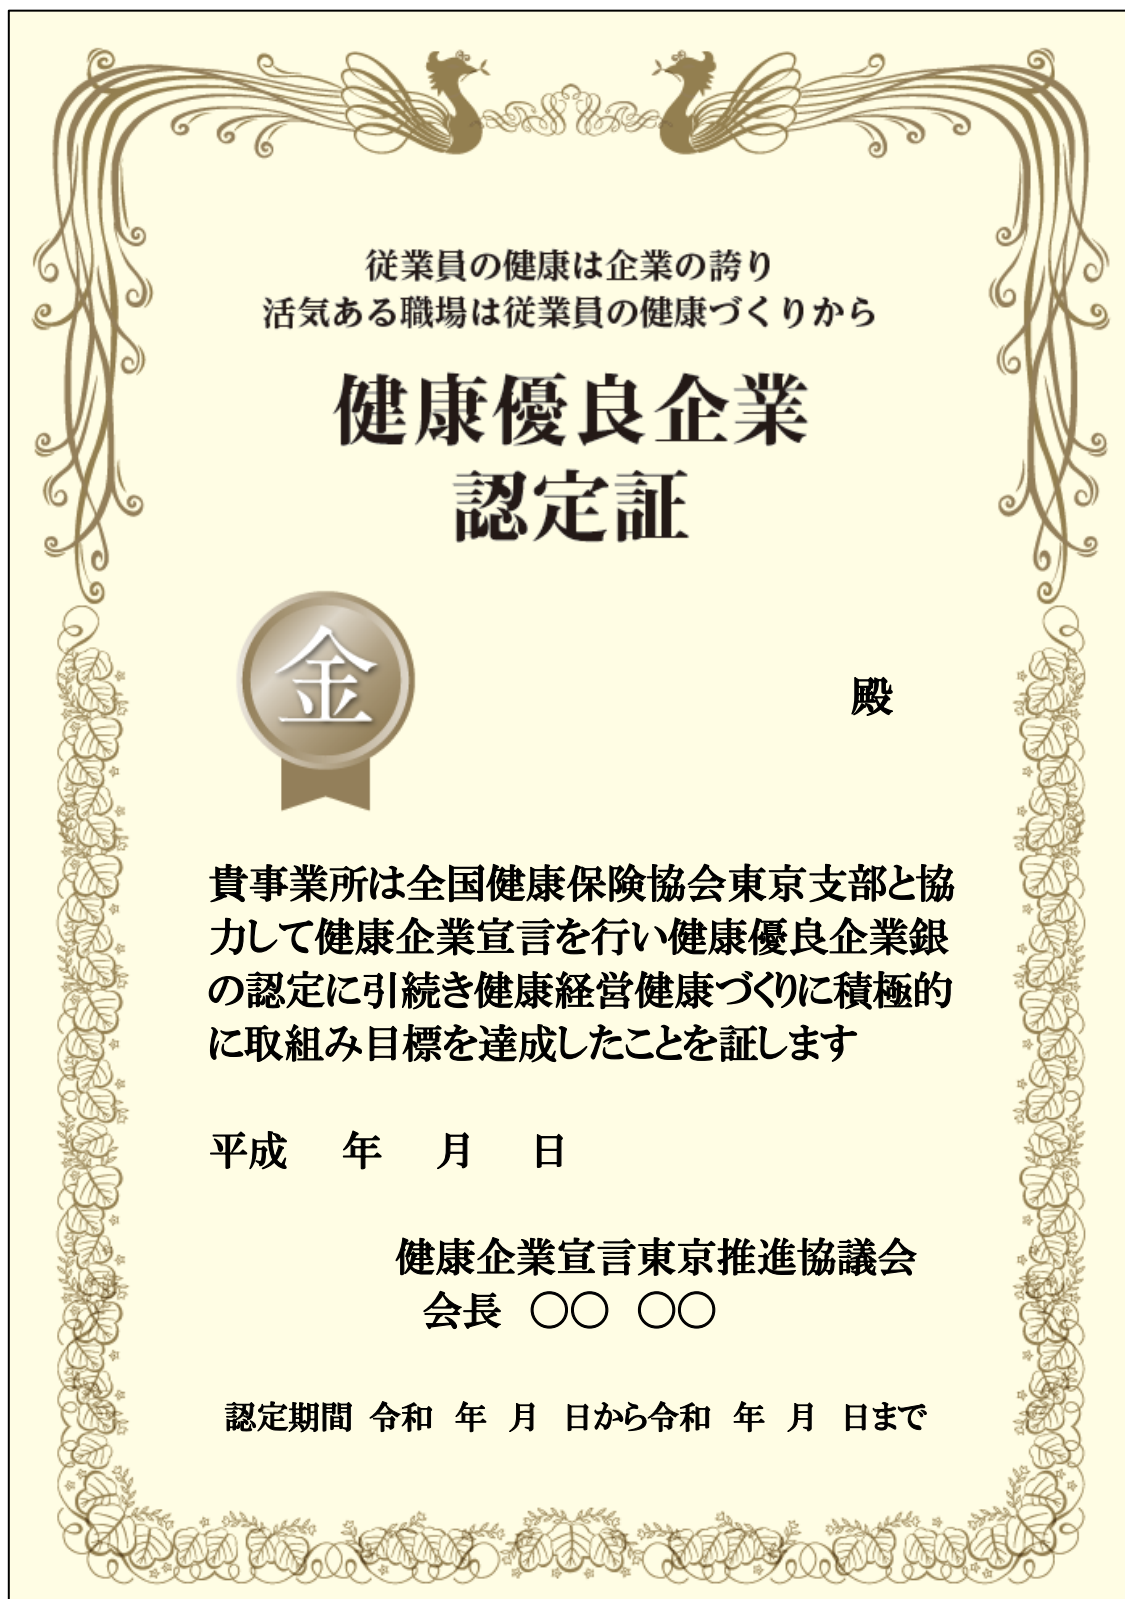 従業員の健康は企業の誇り
活気ある職場は従業員の健康づくりから
健康優良企業
認定証
金
殿
貴事業所は全国健康保険協会東京支部と協
力して健康企業宣言を行い健康優良企業銀
の認定に引続き健康経営健康づくりに積極的
に取組み目標を達成したことを証します
平成　年　月　日
健康企業宣言東京推進協議会
会長　〇〇　〇〇
認定期間 令和　年　月　日から令和　年　月　日まで